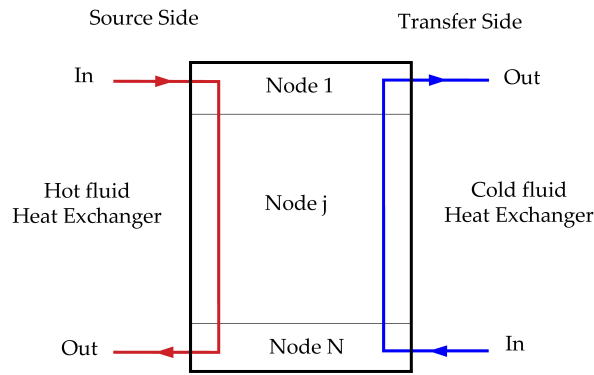 Source Side
Transfer Side
In
Node 1
Out
Hot fluid
Heat Exchanger
Node j
Cold fluid
Heat Exchanger
Out
Node N
In